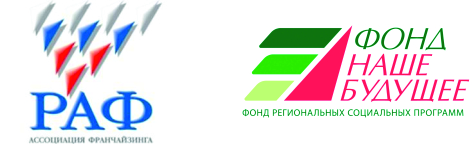 РАФ
АССОЦИАЦИЯ ФРАНЧАЙЗИНГА
ФОНД
НАШЕ
БУДУЩЕЕ
ФОНД РЕГИОНАЛЬНЫХ СОЦИАЛЬНЫХ ПРОГРАММ